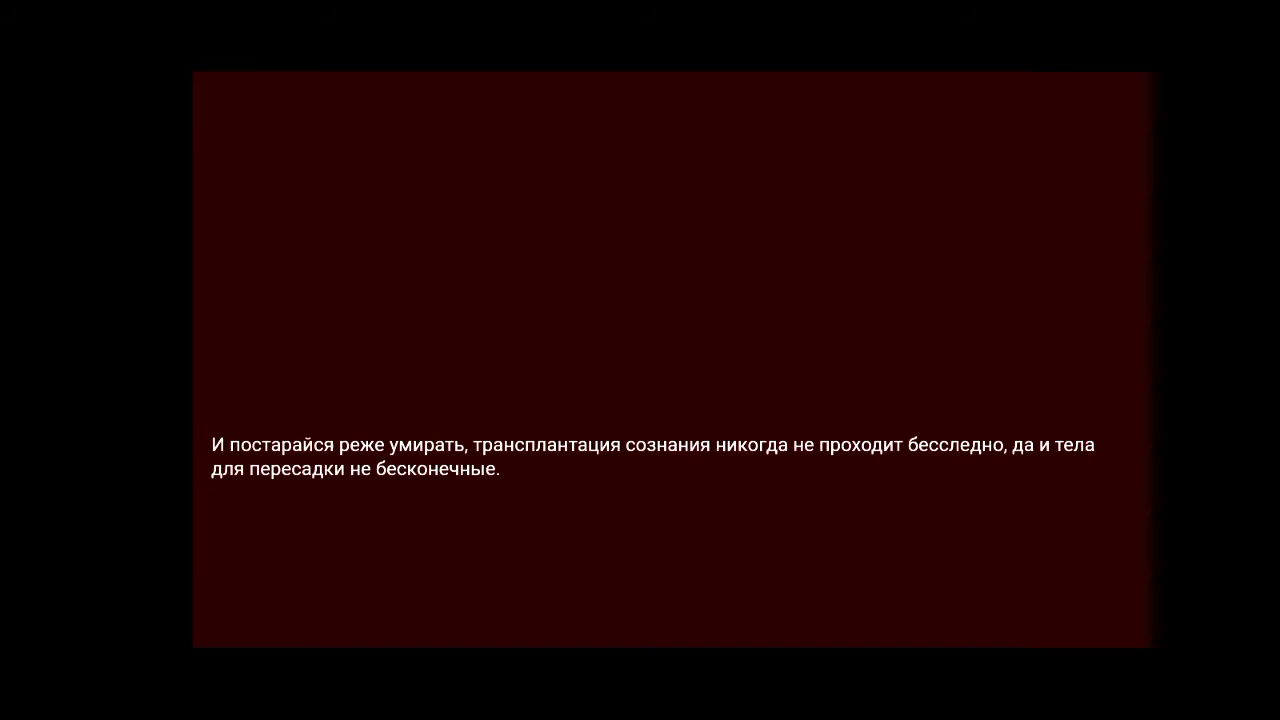 И постарайся реже умирать, трансплантация сознания никогда не проходит бесследно, да и тела
для пересадки не бесконечные.